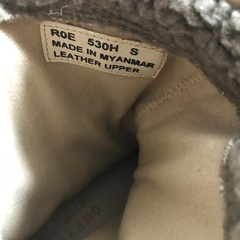 R0E 530H S
MADE IN MYANMAR
LEATHER UPPER